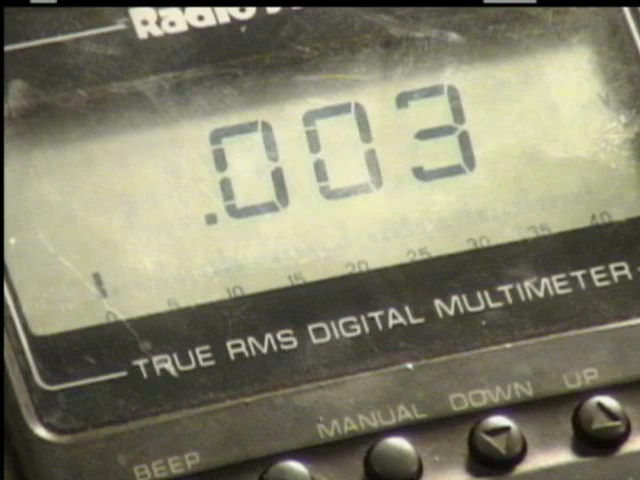 Radio
.003
0 5 10 15 20 25 30 35 40
TRUE RMS DIGITAL MULTIMETER
MANUAL DOWN UP
BEEP